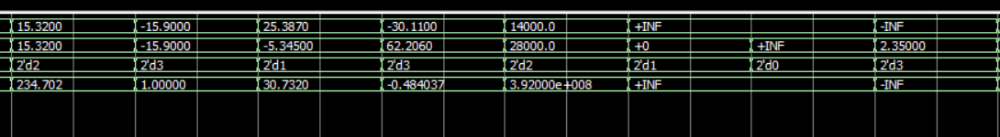 15.3200 -15.9000 25.3870 -30.1100 14000.0 +INF -INF
15.3200 -15.9000 -5.34500 62.2060 28000.0 +0 +INF 2.35000
2'd2 2'd3 2'd1 2'd3 2'd2 2'd1 2'd0 2'd3
234.702 1.00000 30.7320 -0.484037 3.92000e+008 +INF -INF